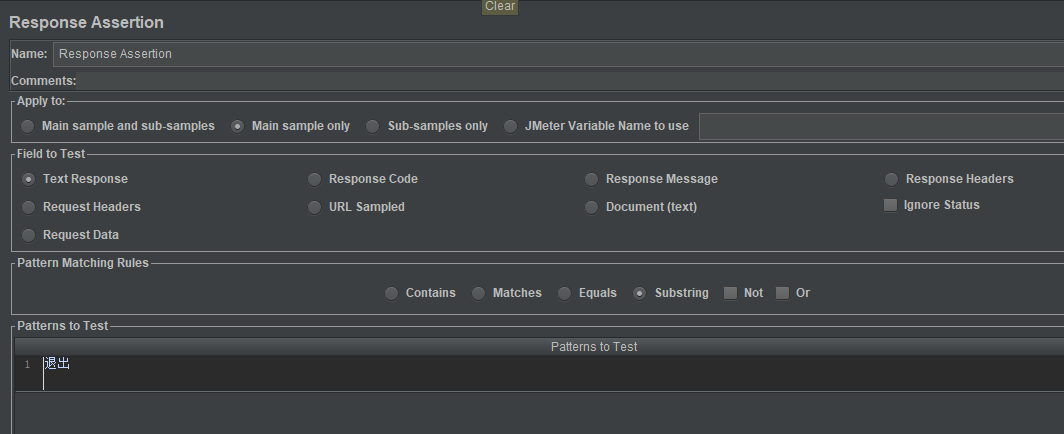 Clear
Response Assertion
Name: Response Assertion
Comments:
Apply to:
Main sample and sub-samples Main sample only Sub-samples only JMeter Variable Name to use
Field to Test
Text Response Response Code Response Message Response Headers
Request Headers URL Sampled Document (text) Ignore Status
Request Data
Pattern Matching Rules
Contains Matches Equals Substring Not Or
Patterns to Test
Patterns to Test
1 退出